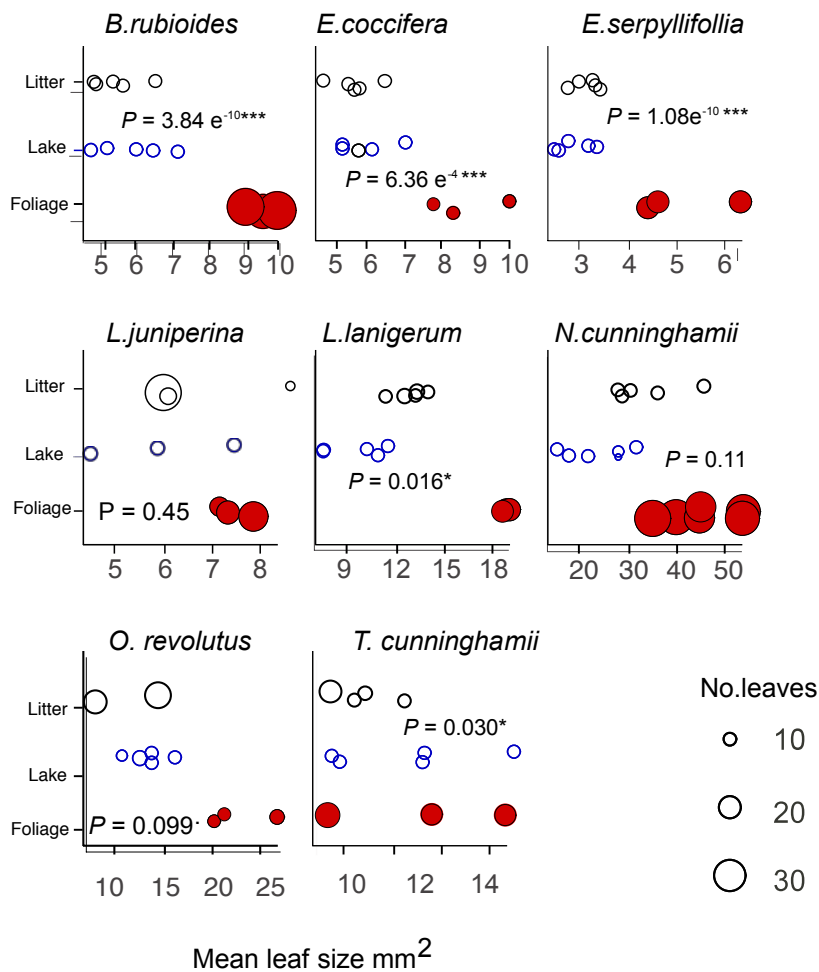 B.rubioides E.coccifera E.serpyllifollia
Litter
P = 3.84 e-10*** P = 1.08e-10 ***
Lake
P = 6.36 e-4 ***
Foliage
5 6 7 8 9 10 5 6 7 8 9 10 3 4 5 6
L.juniperina L.lanigerum N.cunninghamii
Litter
Lake
P = 0.11
P = 0.016*
Foliage P = 0.45
5 6 7 8 9 12 15 18 20 30 40 50
O. revolutus T. cunninghamii
No.leaves
Litter
P = 0.030*
10
Lake
20
Foliage P = 0.099·
30
10 15 20 25 10 12 14
Mean leaf size mm2